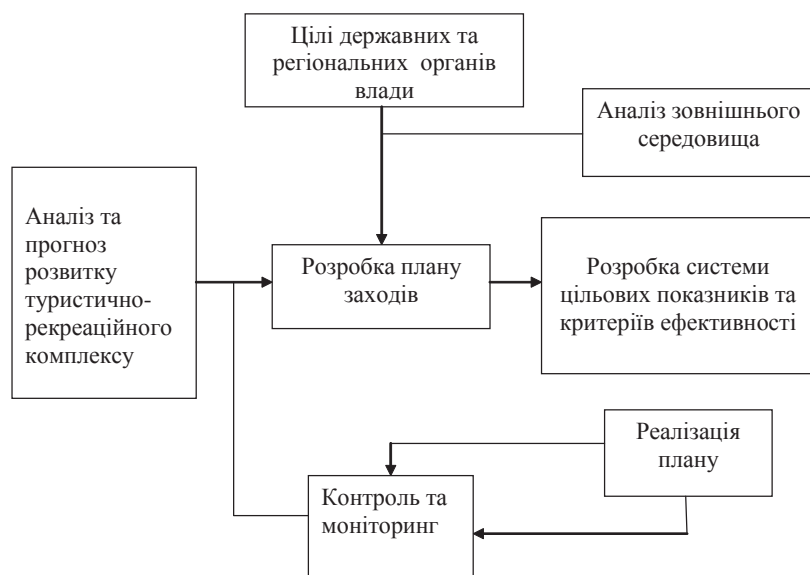 Цілі державних та
регіональних органів
влади
Аналіз зовнішнього
середовища
Аналіз та
прогноз
розвитку
туристично-
рекреаційного
комплексу
Розробка плану
заходів
Розробка системи
цільових показників та
критеріїв ефективності
Реалізація
плану
Контроль та
моніторинг